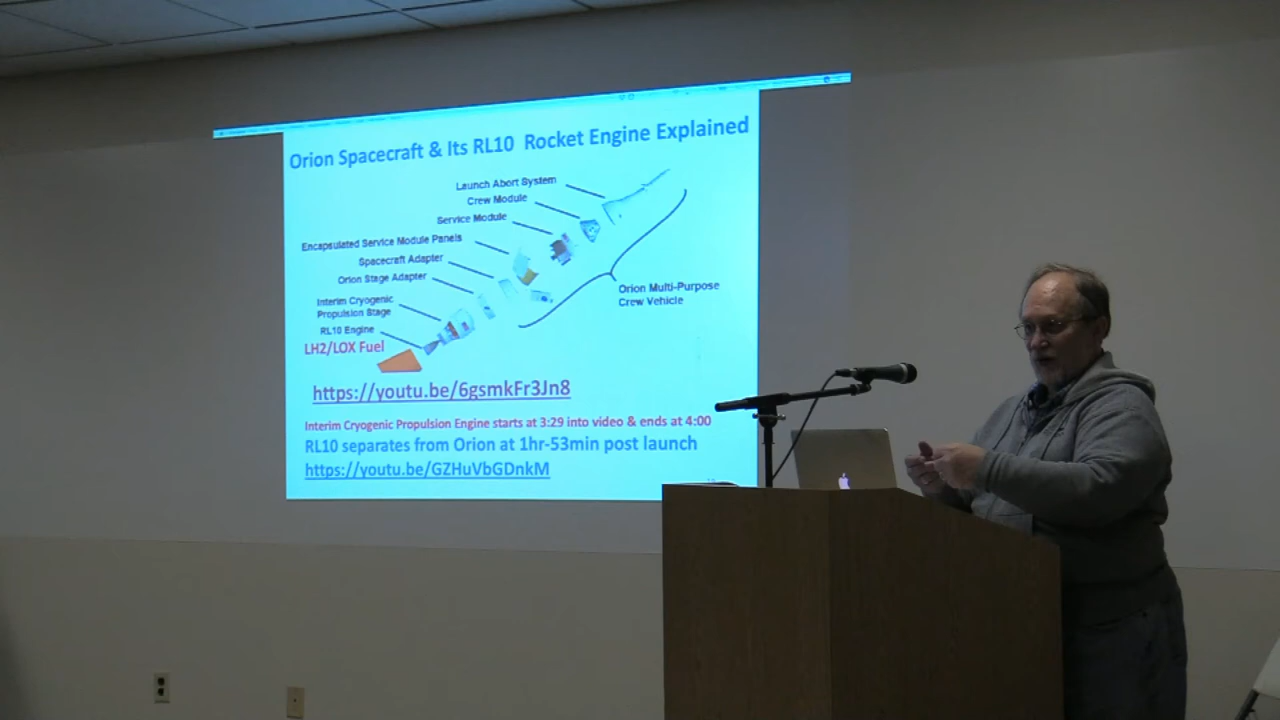 Orion Spacecraft & Its RL10 Rocket Engine Explained
Launch Abort System
Crew Module
Service Module
Encapsulated Service Module Panels
Spacecraft Adapter
Orion Stage Adapter
Interim Cryogenic
Propulsion Stage
RL10 Engine
LH2/LOX Fuel
Orion Multi-Purpose
Crew Vehicle
https://youtu.be/6gsmkFr3Jn8
Interim Cryogenic Propulsion Engine starts at 3:29 into video & ends at 4:00
RL10 separates from Orion at 1hr-53min post launch
https://youtu.be/GZHuVbGDnkM